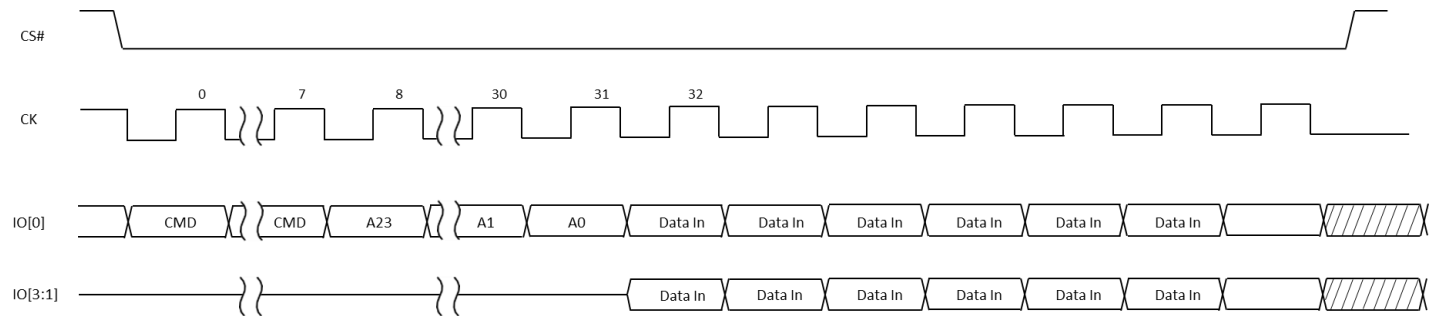 CS#
0 7 8 30 31 32
CK
IO[0] CMD CMD A23 A1 A0 Data In Data In Data In Data In Data In Data In
IO[3:1] Data In Data In Data In Data In Data In Data In